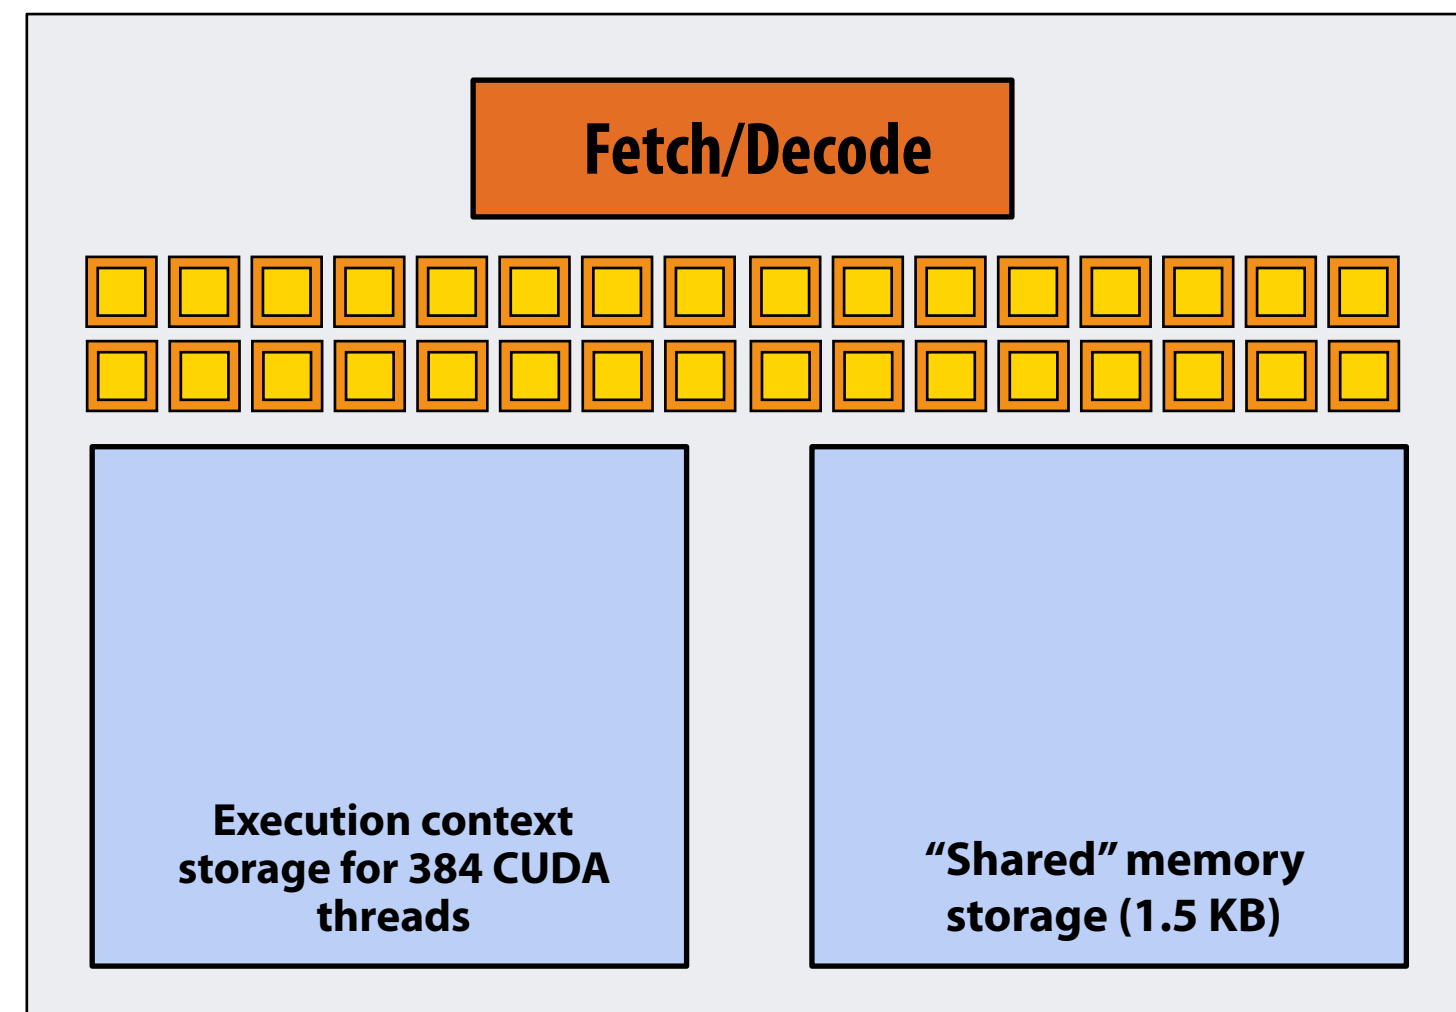 Fetch/Decode
Execution context
storage for 384 CUDA
threads
“Shared” memory
storage (1.5 KB)